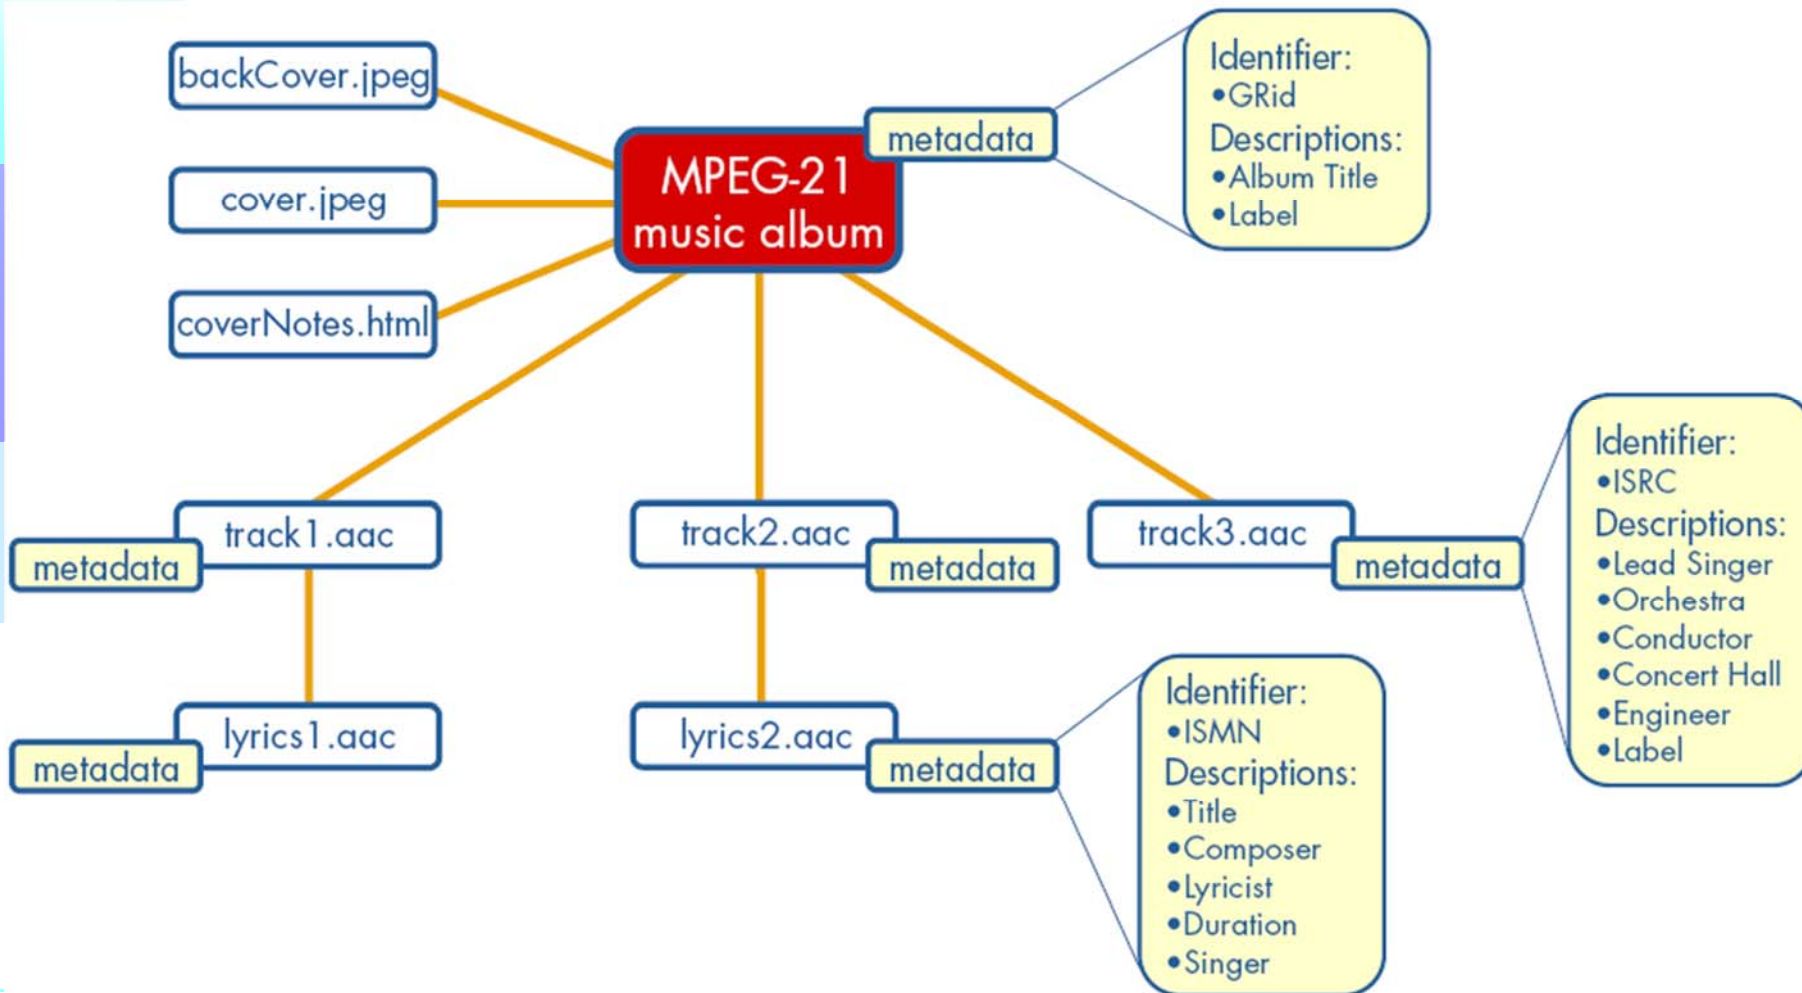 backCover.jpeg
cover.jpeg
coverNotes.html
MPEG-21
music album
metadata
Identifier:
•GRid
Descriptions:
•Album Title
•Label
track1.aac
metadata
track2.aac
metadata
track3.aac
metadata
Identifier:
•ISRC
Descriptions:
•Lead Singer
•Orchestra
•Conductor
•Concert Hall
•Engineer
•Label
lyrics1.aac
metadata
lyrics2.aac
metadata
Identifier:
•ISMN
Descriptions:
•Title
•Composer
•Lyricist
•Duration
•Singer